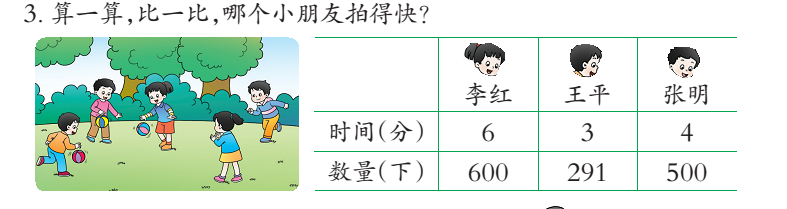 3. 算一算,比一比,哪个小朋友拍得快?
李红 王平 张明
时间(分) 6 3 4
数量(下) 600 291 500